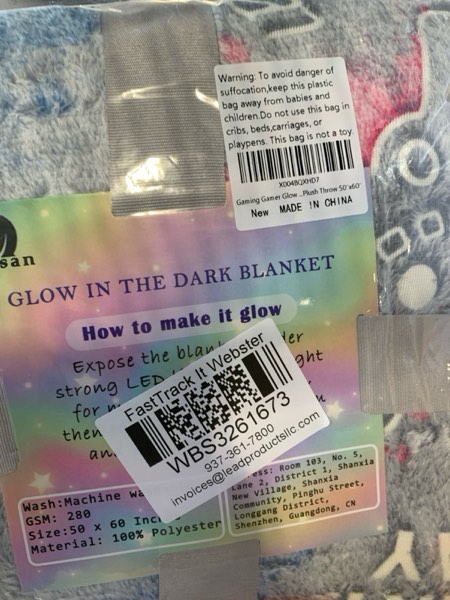 Warning: To avoid danger of
suffocation,keep this plastic
bag away from babies and
children.Do not use this bag in
cribs, beds,carriages, or
playpens. This bag is not a toy.
X004BQXHD7
Gaming Gamer Glow ...Plush Throw 50"x60"
New MADE IN CHINA
san
GLOW IN THE DARK BLANKET
How to make it glow
Expose the
strong LED
for
an
FastTrack It Webster
WBS3261673
937-361-7800
invoices@leadproductsllc.com
Wash:Machine
GSM: 280
Size:50 x 60
Material: 100% Polyester
Room 103, No. 5,
Lane 2, District 1, Shanxia
New Village, Shanxia
Community, Pinghu Street,
Longgang District,
Shenzhen, Guangdong, CN